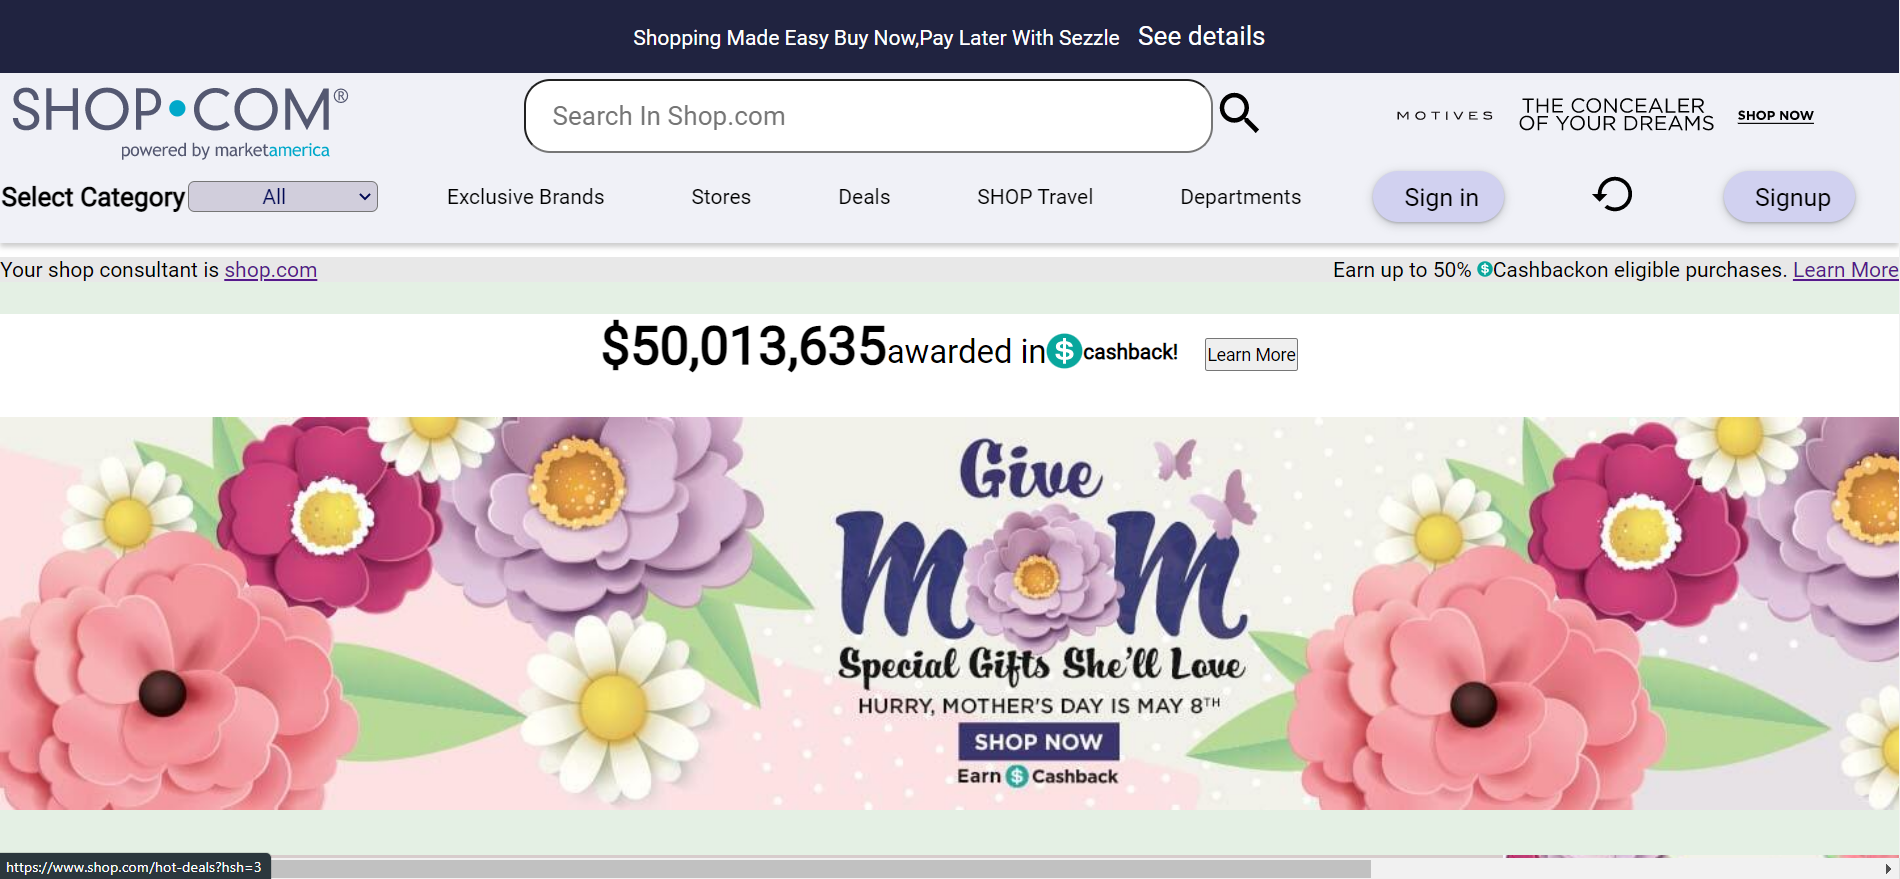 Shopping Made Easy Buy Now,Pay Later With Sezzle See details
SHOP•COM®
powered by marketamerica
Search In Shop.com
MOTIVES
THE CONCEALER
OF YOUR DREAMS
SHOP NOW
Select Category All Exclusive Brands Stores Deals SHOP Travel Departments Sign in Signup
Your shop consultant is shop.com
Earn up to 50% $Cashbackon eligible purchases. Learn More
$50,013,635awarded in$cashback! Learn More
Give
MOM
Special Gifts She'll Love
HURRY, MOTHER'S DAY IS MAY 8TH
SHOP NOW
Earn $ Cashback
https://www.shop.com/hot-deals?hsh=3